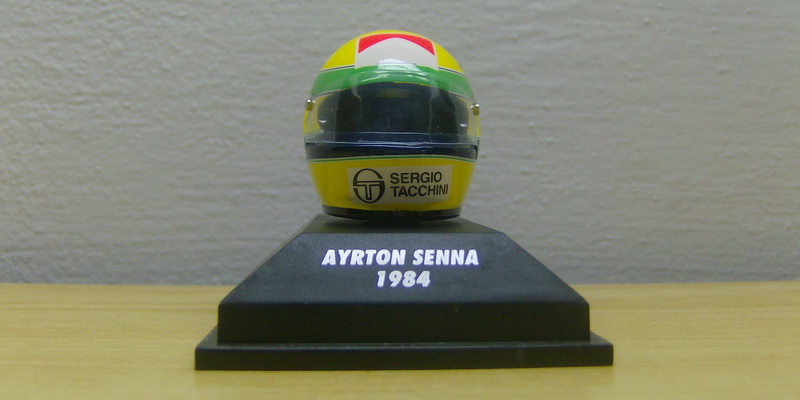 SERGIO
TACCHINI
AYRTON SENNA
1984